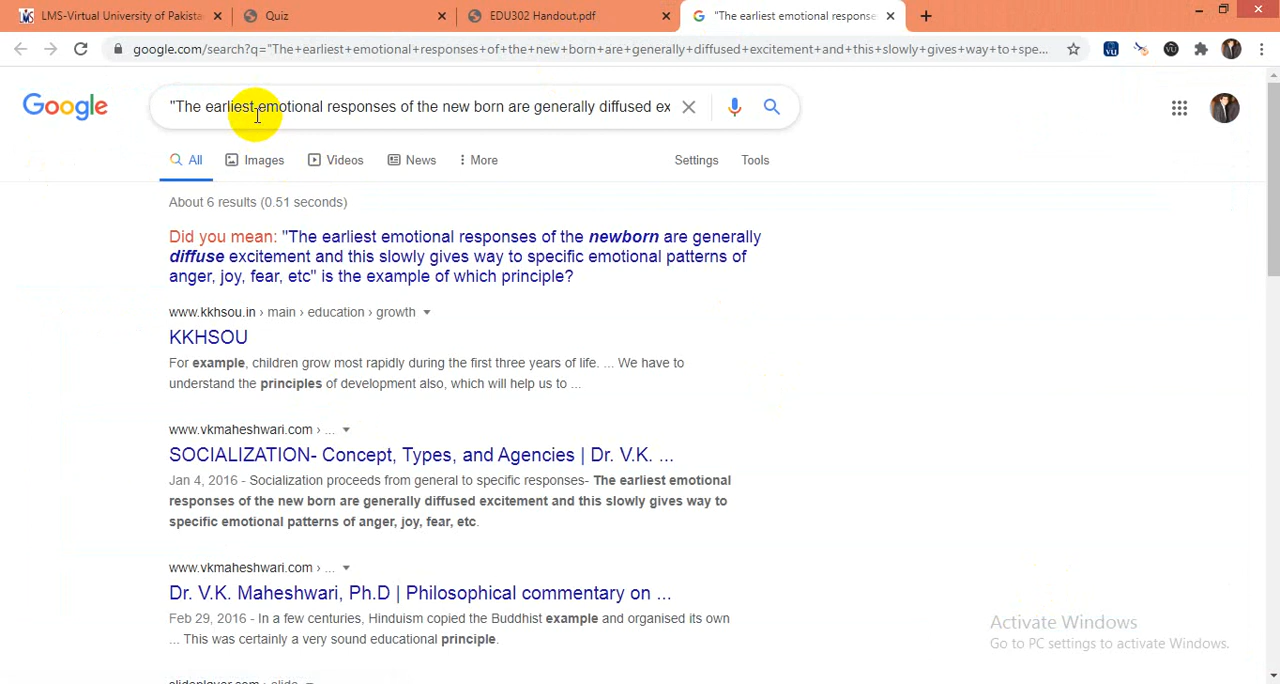 LMS-Virtual University of Pakista
Quiz
EDU302 Handout.pdf
"The earliest emotional response
google.com/search?q="The+earliest+emotional+responses+of+the+new+born+are+generally+diffused+excitement+and+this+slowly+gives+way+to+spe...
Google
"The earliest emotional responses of the new born are generally diffused ex
All
Images
Videos
News
More
Settings
Tools
About 6 results (0.51 seconds)
Did you mean: "The earliest emotional responses of the newborn are generally
diffuse excitement and this slowly gives way to specific emotional patterns of
anger, joy, fear, etc" is the example of which principle?
www.kkhsou.in › main › education › growth
KKHSOU
For example, children grow most rapidly during the first three years of life. ... We have to
understand the principles of development also, which will help us to ...
www.vkmaheshwari.com › ...
SOCIALIZATION- Concept, Types, and Agencies | Dr. V.K. ...
Jan 4, 2016 - Socialization proceeds from general to specific responses- The earliest emotional
responses of the new born are generally diffused excitement and this slowly gives way to
specific emotional patterns of anger, joy, fear, etc.
www.vkmaheshwari.com › ...
Dr. V.K. Maheshwari, Ph.D | Philosophical commentary on ...
Feb 29, 2016 - In a few centuries, Hinduism copied the Buddhist example and organised its own
... This was certainly a very sound educational principle.
Activate Windows
Go to PC settings to activate Windows.